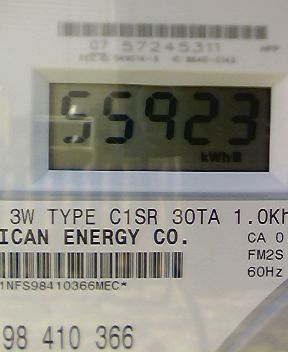 07 57245311
55923
kWh
3W TYPE C1SR 30TA 1.0Kh
ICAN ENERGY CO.
CA 0
FM2S
60Hz
1NFS98410366MEC*
98 410 366